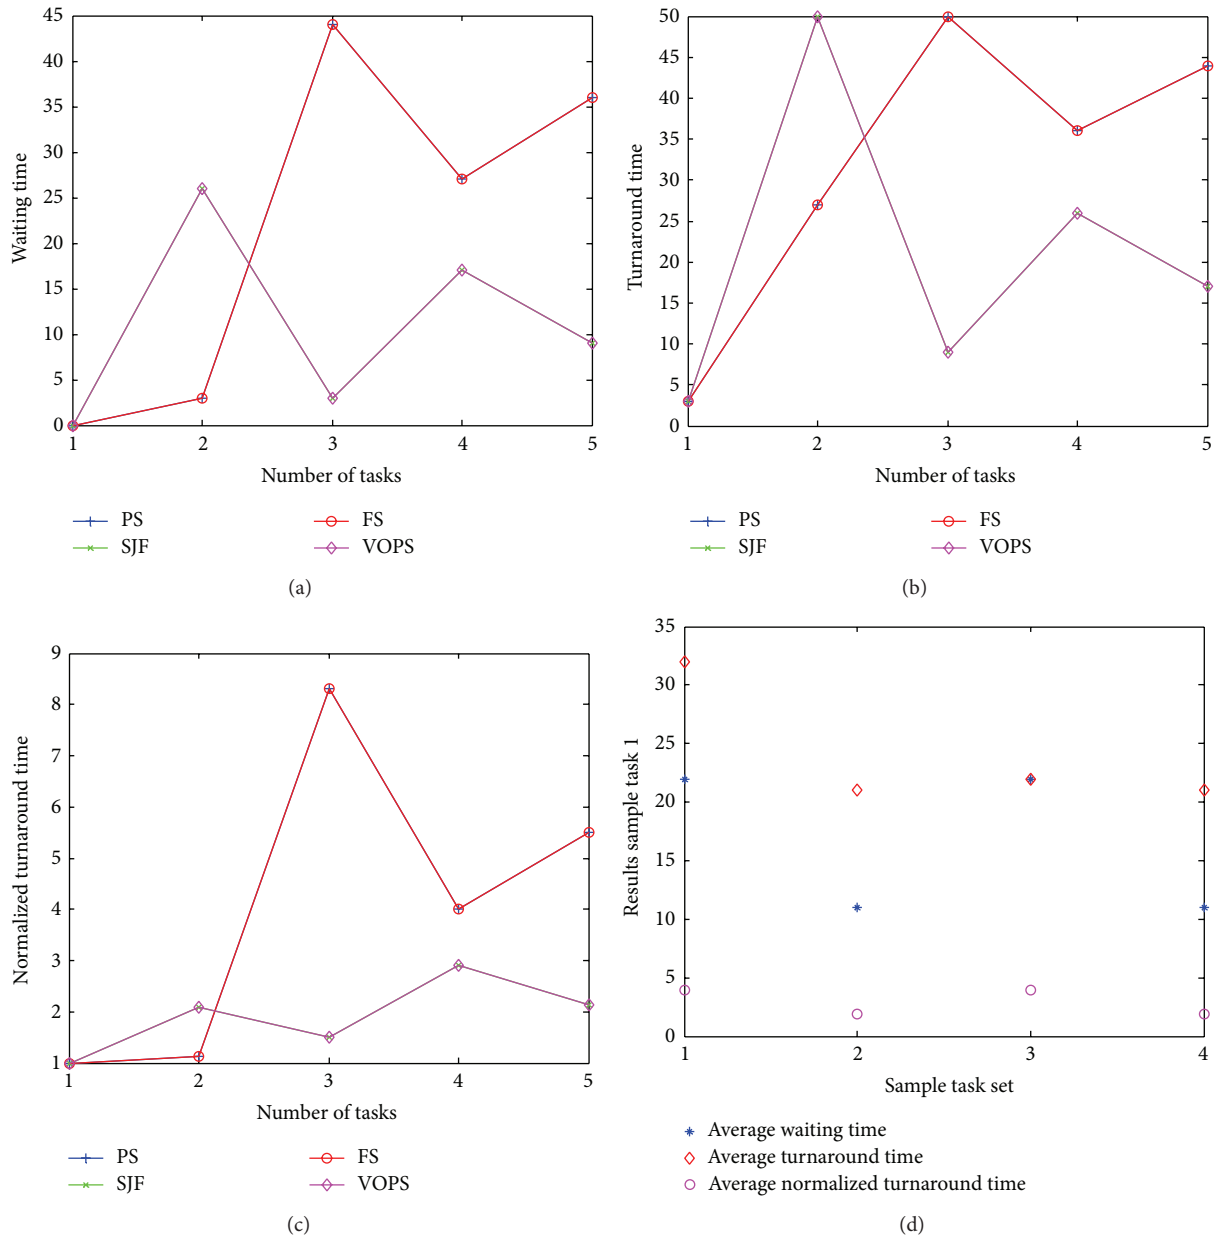 45
40
35
30
25
20
15
10
5
0
Waiting time
1 2 3 4 5
Number of tasks
PS FS
SJF VOPS
(a)
50
45
40
35
30
25
20
15
10
5
0
Turnaround time
1 2 3 4 5
Number of tasks
PS FS
SJF VOPS
(b)
9
8
7
6
5
4
3
2
1
Normalized turnaround time
1 2 3 4 5
Number of tasks
PS FS
SJF VOPS
(c)
35
30
25
20
15
10
5
0
Results sample task 1
1 2 3 4
Sample task set
Average waiting time
Average turnaround time
Average normalized turnaround time
(d)